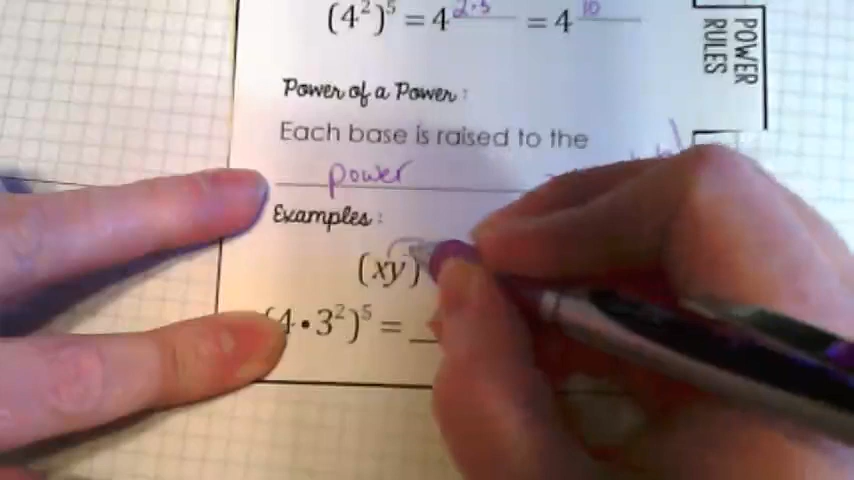 (4²)⁵ = 4^2·5 = 4^10
POWER
RULES
Power of a Power:
Each base is raised to the
power
Examples:
(xy)
(4•3²)⁵ =